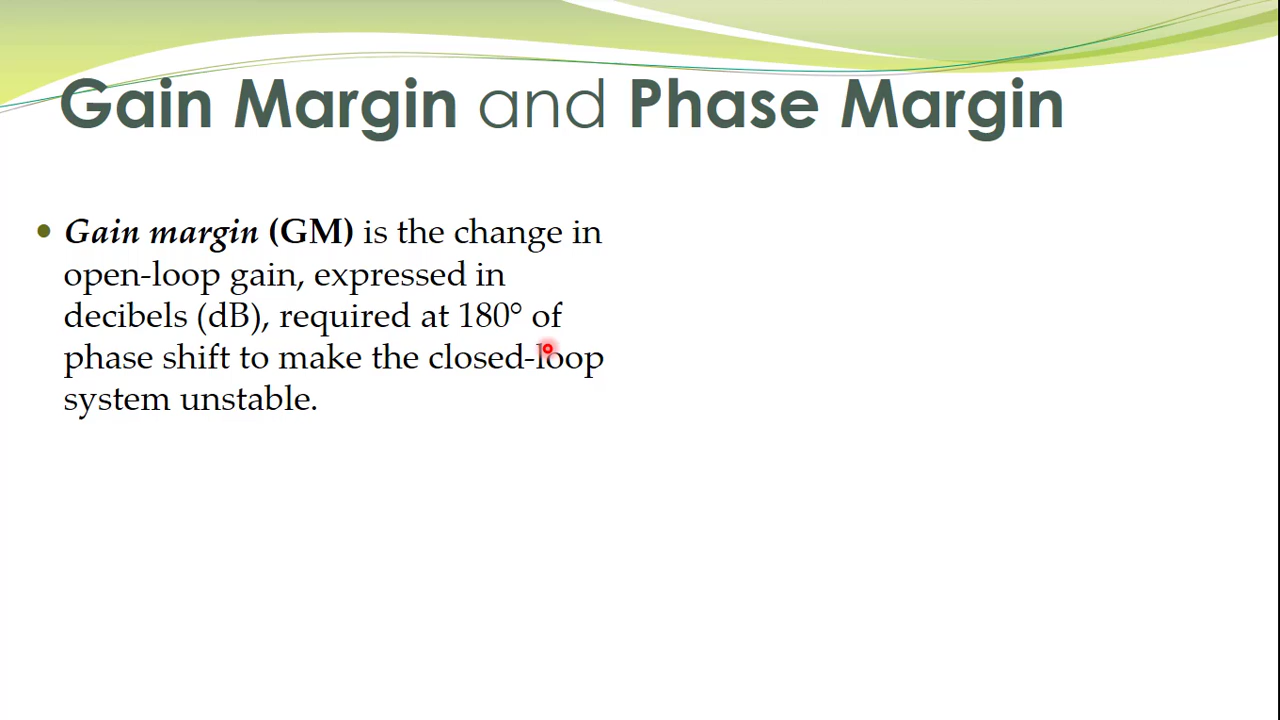 Gain Margin and Phase Margin
• Gain margin (GM) is the change in
open-loop gain, expressed in
decibels (dB), required at 180° of
phase shift to make the closed-loop
system unstable.